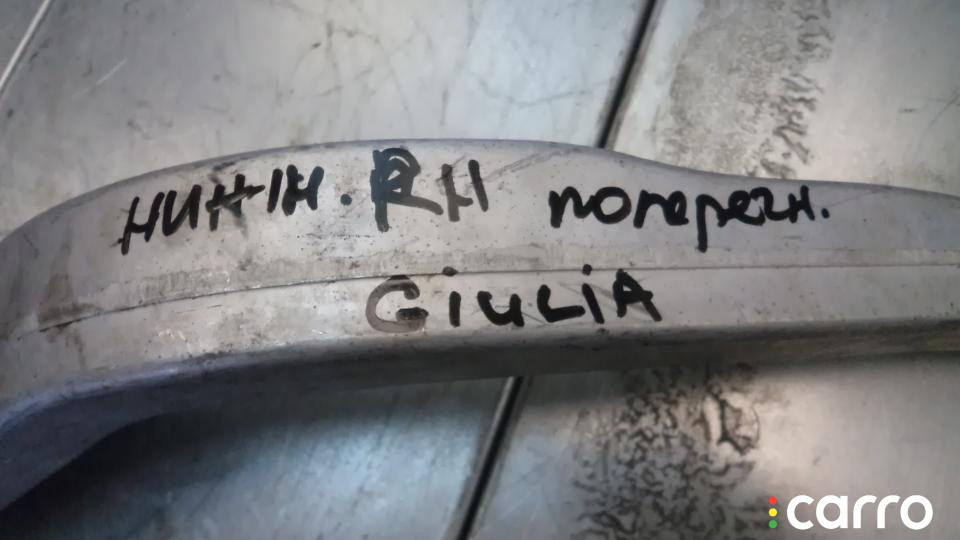 нижн. RH поперечн.
GiULiA
carro